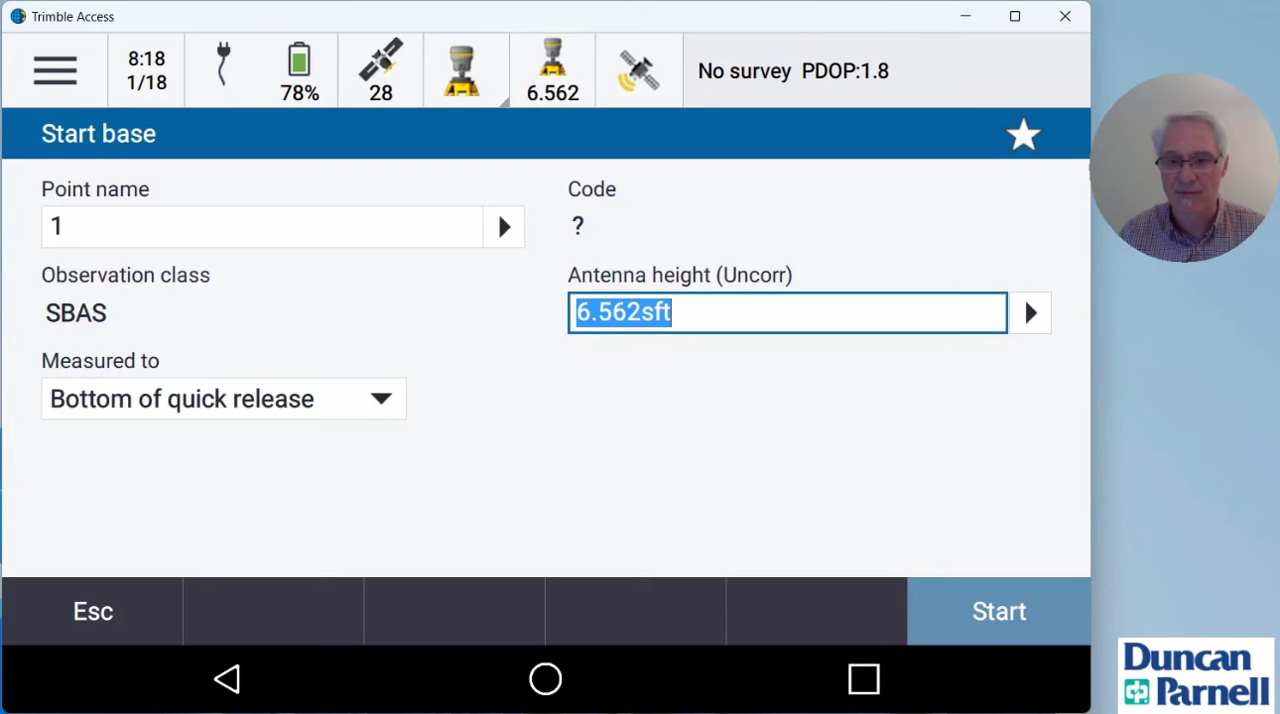 Trimble Access
8:18
1/18
78%
28
6.562
No survey PDOP:1.8
Start base
Point name
1
Code
?
Observation class
SBAS
Antenna height (Uncorr)
6.562sft
Measured to
Bottom of quick release
Esc
Start
Duncan
Parnell